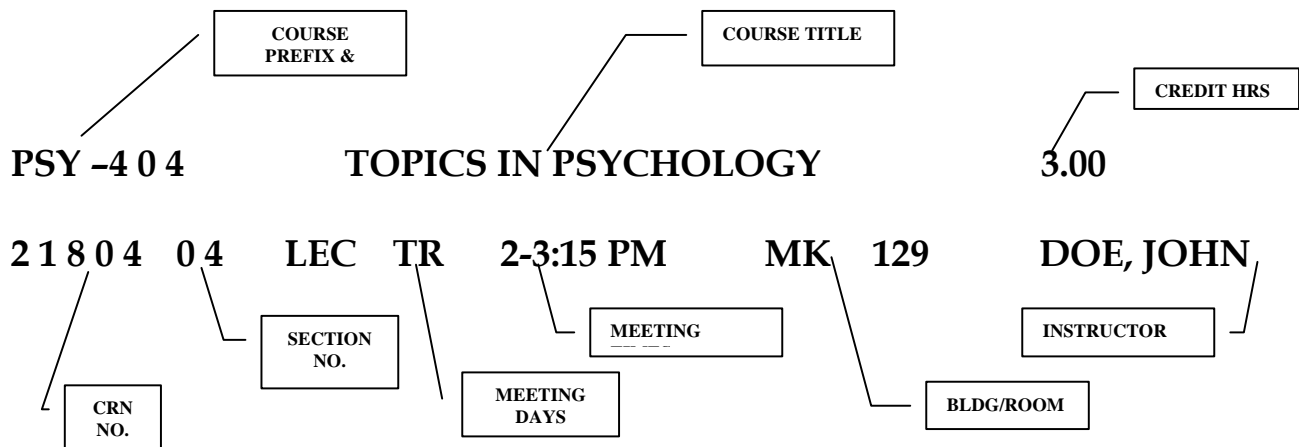 COURSE
PREFIX &
COURSE TITLE
CREDIT HRS
PSY –4 0 4 TOPICS IN PSYCHOLOGY 3.00
2 1 8 0 4 0 4 LEC TR 2-3:15 PM MK 129 DOE, JOHN
SECTION
NO.
MEETING
INSTRUCTOR
CRN
NO.
MEETING
DAYS
BLDG/ROOM